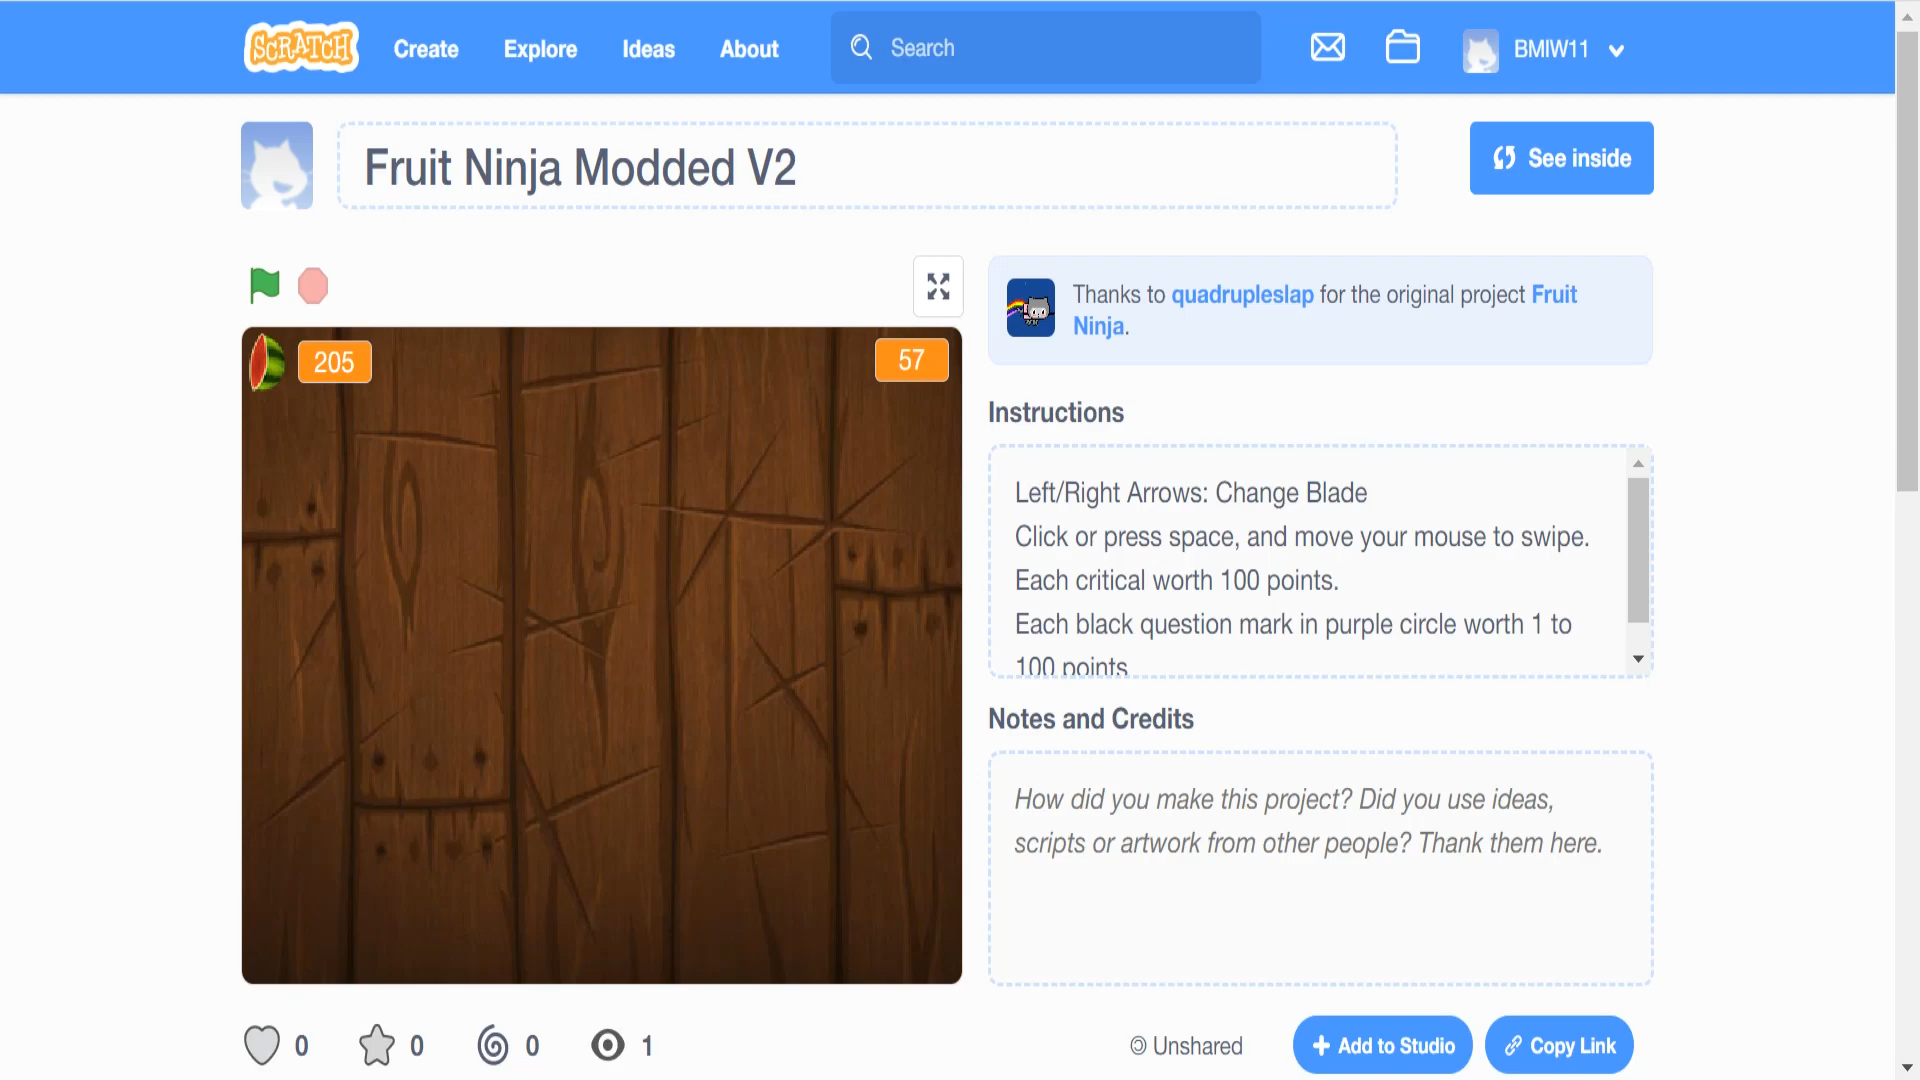 SCRATCH Create Explore Ideas About Search BMIW11
Fruit Ninja Modded V2
See inside
205
57
Thanks to quadrupleslap for the original project Fruit
Ninja.
Instructions
Left/Right Arrows: Change Blade
Click or press space, and move your mouse to swipe.
Each critical worth 100 points.
Each black question mark in purple circle worth 1 to
100 points
Notes and Credits
How did you make this project? Did you use ideas,
scripts or artwork from other people? Thank them here.
0 0 0 1
Unshared
Add to Studio
Copy Link